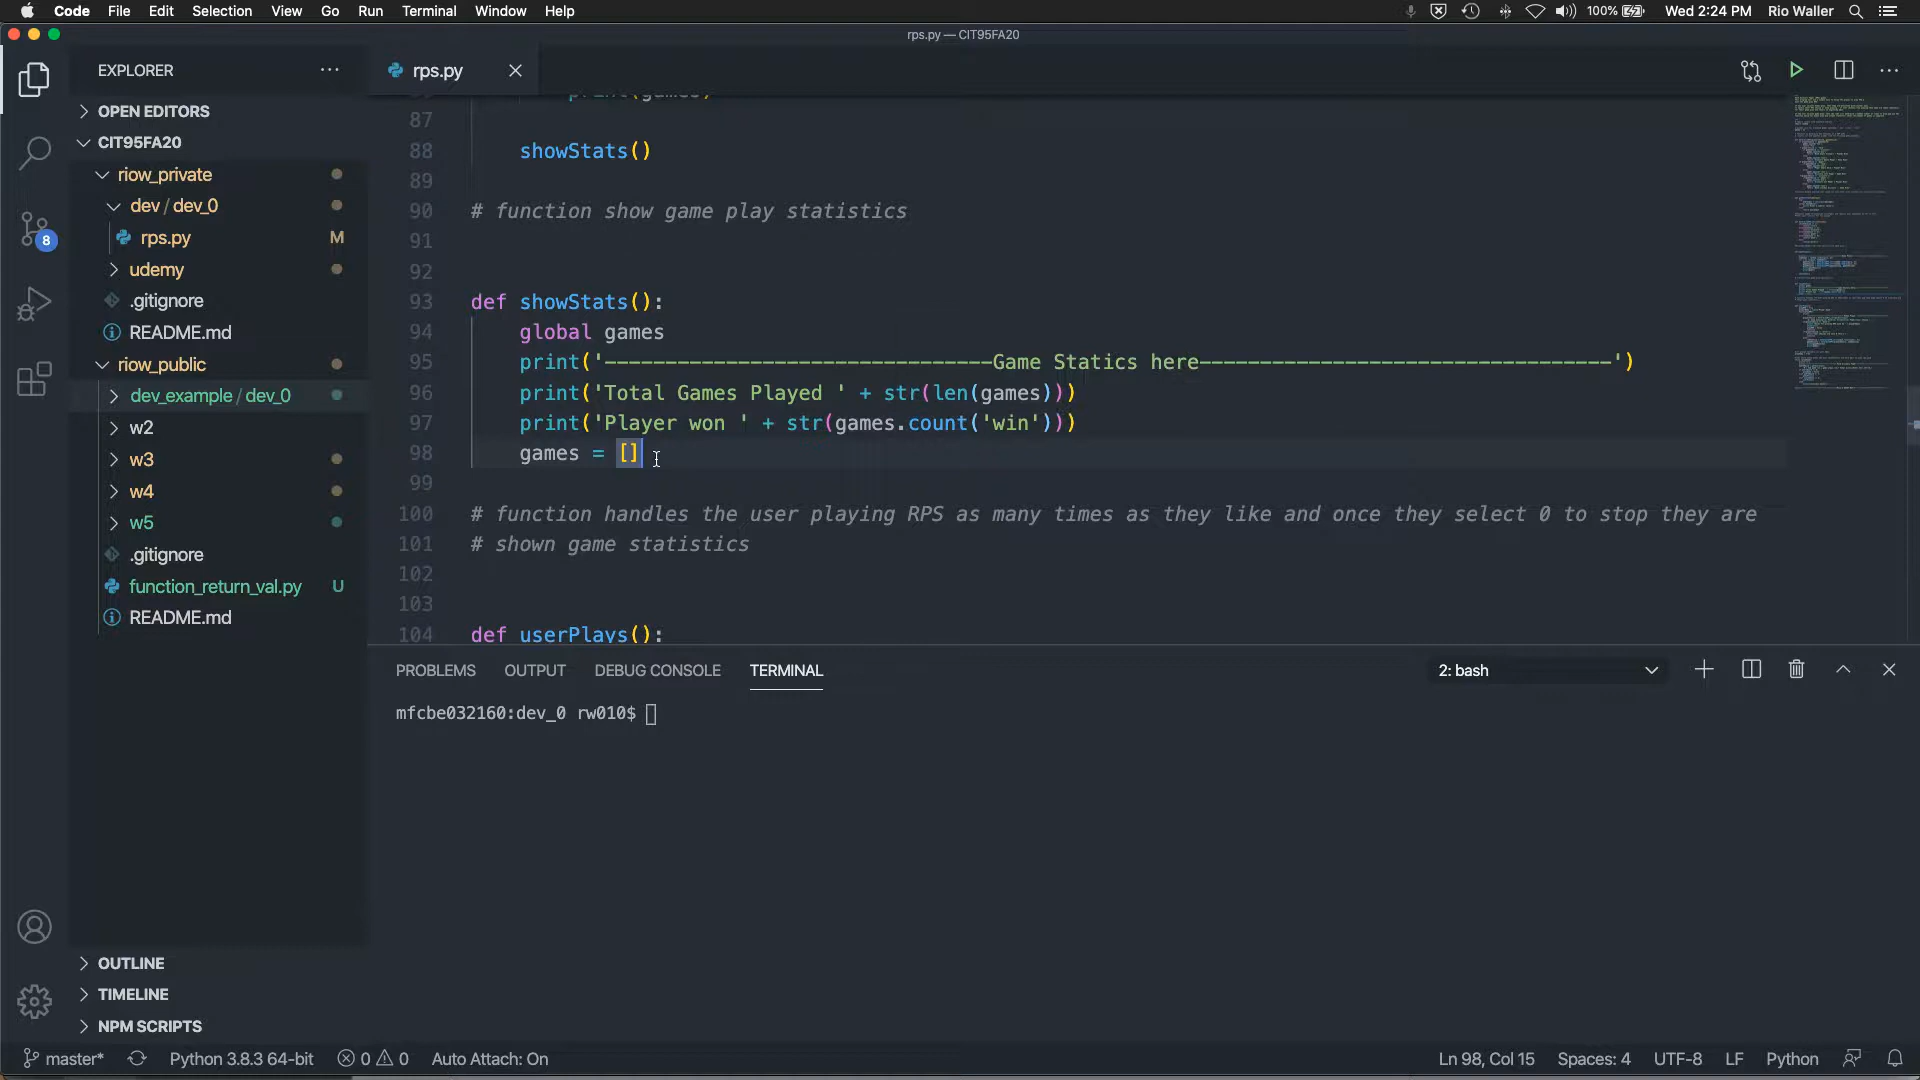 Code File Edit Selection View Go Run Terminal Window Help 100% Wed 2:24 PM Rio Waller
rps.py — CIT95FA20
EXPLORER
rps.py
OPEN EDITORS
CIT95FA20
riow_private
dev / dev_0
rps.py M
udemy
.gitignore
README.md
riow_public
dev_example / dev_0
w2
w3
w4
w5
.gitignore
function_return_val.py U
README.md
OUTLINE
TIMELINE
NPM SCRIPTS
8
print(games)
87
88 showStats()
89
90 # function show game play statistics
91
92
93 def showStats():
94 global games
95 print('--------------------------------Game Statics here----------------------------------')
96 print('Total Games Played ' + str(len(games)))
97 print('Player won ' + str(games.count('win')))
98 games = []
99
100 # function handles the user playing RPS as many times as they like and once they select 0 to stop they are
101 # shown game statistics
102
103
104 def userPlays():
PROBLEMS OUTPUT DEBUG CONSOLE TERMINAL 2: bash
mfcbe032160:dev_0 rw010$
master* Python 3.8.3 64-bit 0 0 Auto Attach: On Ln 98, Col 15 Spaces: 4 UTF-8 LF Python